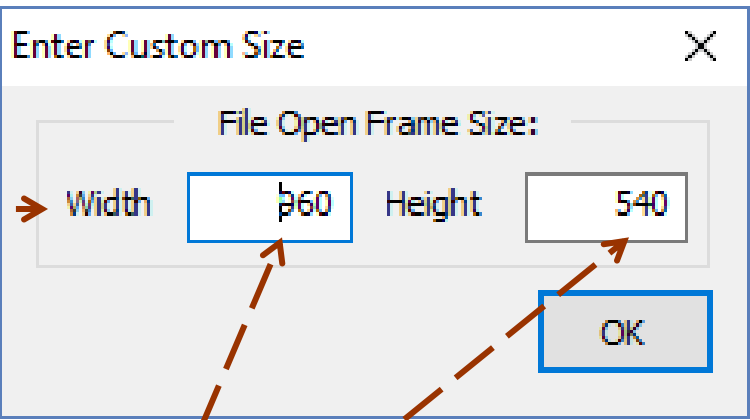 Enter Custom Size
File Open Frame Size:
Width 960 Height 540
OK